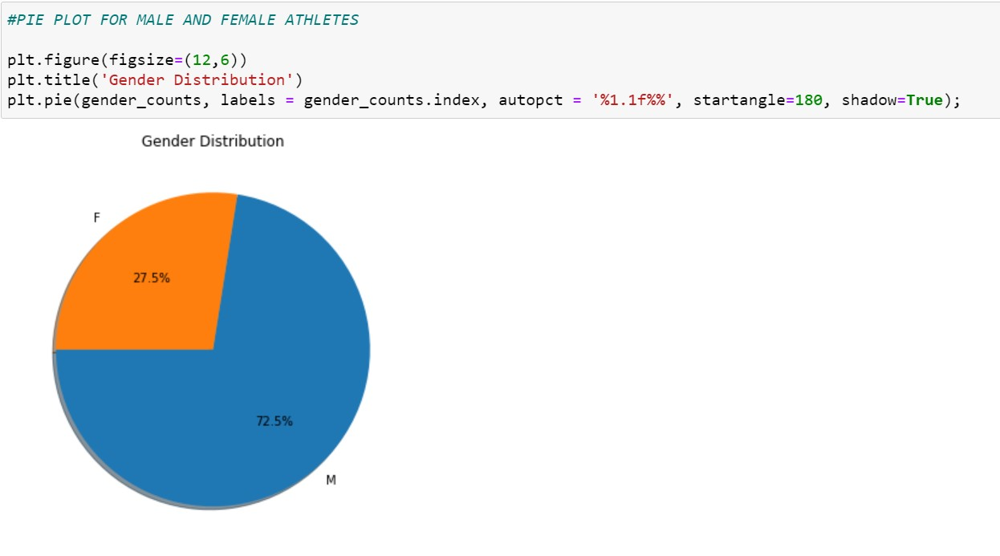 #PIE PLOT FOR MALE AND FEMALE ATHLETES
plt.figure(figsize=(12,6))
plt.title('Gender Distribution')
plt.pie(gender_counts, labels = gender_counts.index, autopct = '%1.1f%%', startangle=180, shadow=True);
Gender Distribution
F
27.5%
72.5%
M